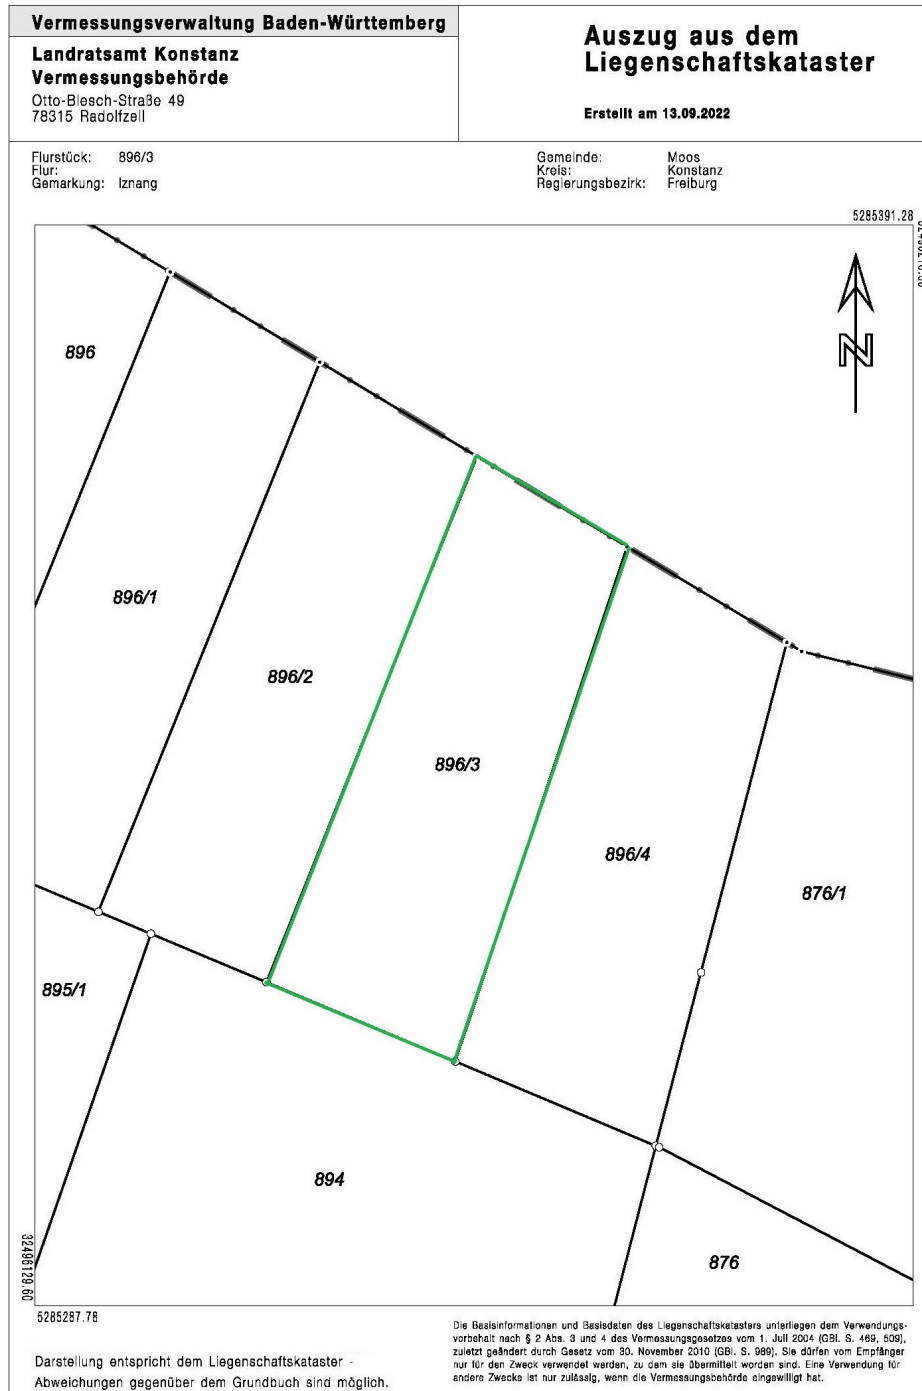 Vermessungsverwaltung Baden-Württemberg
Landratsamt Konstanz
Vermessungsbehörde
Otto-Blesch-Straße 49
78315 Radolfzell
Auszug aus dem
Liegenschaftskataster
Erstellt am 13.09.2022
Flurstück: 896/3
Flur:
Gemarkung: Iznang
Gemeinde: Moos
Kreis: Konstanz
Regierungsbezirk: Freiburg
5285391.28
N
896
896/1
896/2
896/3
896/4
876/1
895/1
894
876
32496129.60
5285287.78
Darstellung entspricht dem Liegenschaftskataster -
Abweichungen gegenüber dem Grundbuch sind möglich.
Die Basisinformationen und Basisdaten des Liegenschaftskatasters unterliegen dem Verwendungs-
vorbehalt nach § 2 Abs. 3 und 4 des Vermessungsgesetzes vom 1. Juli 2004 (GBl. S. 469, 509),
zuletzt geändert durch Gesetz vom 30. November 2010 (GBl. S. 989). Sie dürfen vom Empfänger
nur für den Zweck verwendet werden, zu dem sie übermittelt worden sind. Eine Verwendung für
andere Zwecke ist nur zulässig, wenn die Vermessungsbehörde eingewilligt hat.